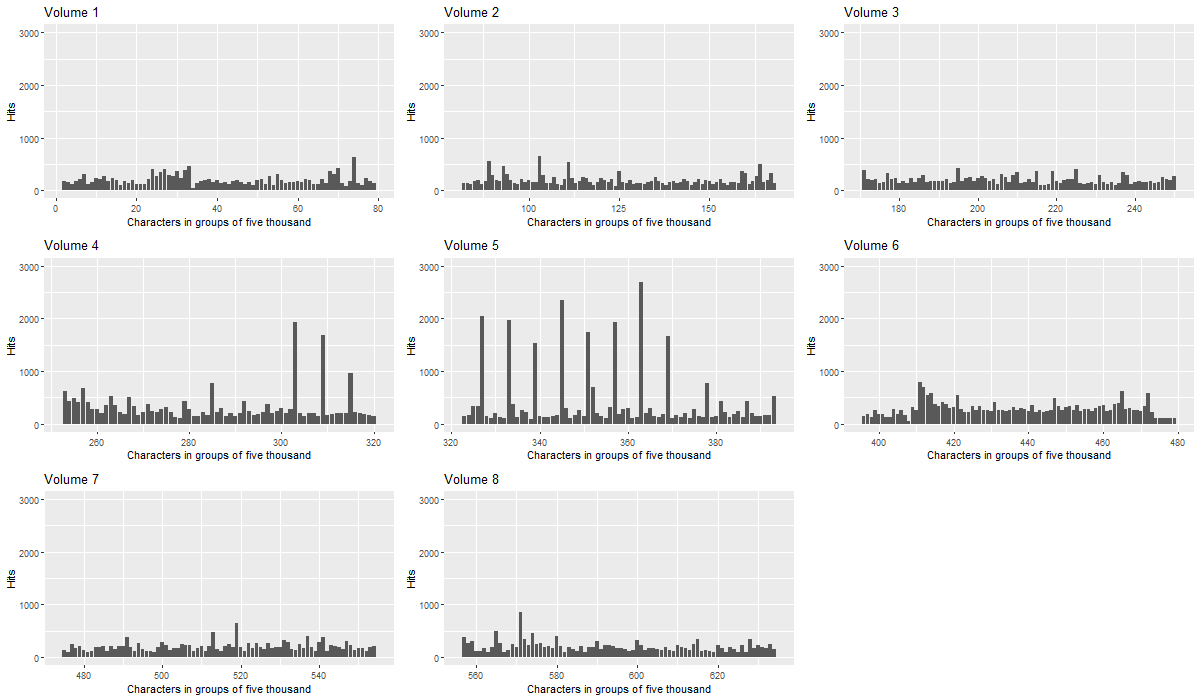 Volume 1
3000
2000
1000
0
Hits
0 20 40 60 80
Characters in groups of five thousand
Volume 2
3000
2000
1000
0
Hits
100 125 150
Characters in groups of five thousand
Volume 3
3000
2000
1000
0
Hits
180 200 220 240
Characters in groups of five thousand
Volume 4
3000
2000
1000
0
Hits
260 280 300 320
Characters in groups of five thousand
Volume 5
3000
2000
1000
0
Hits
320 340 360 380
Characters in groups of five thousand
Volume 6
3000
2000
1000
0
Hits
400 420 440 460 480
Characters in groups of five thousand
Volume 7
3000
2000
1000
0
Hits
480 500 520 540
Characters in groups of five thousand
Volume 8
3000
2000
1000
0
Hits
560 580 600 620
Characters in groups of five thousand